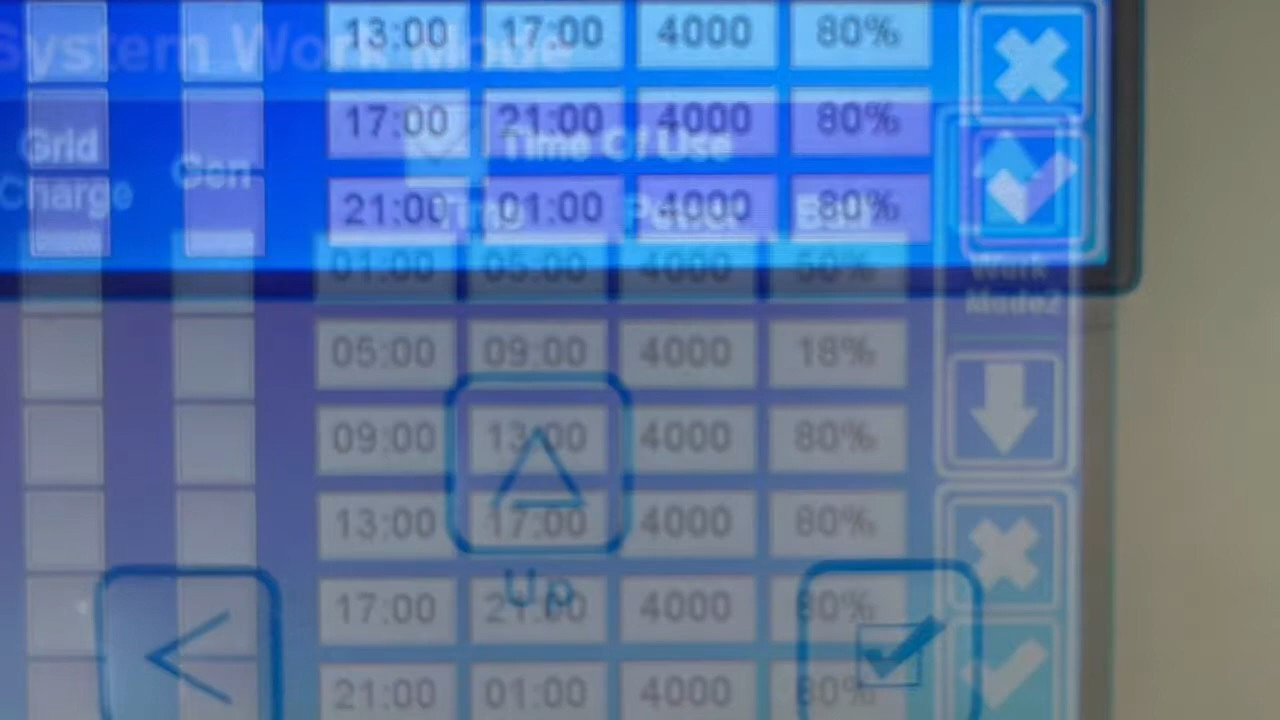 System Work Mode
13:00 17:00 4000 80%
17:00 21:00 4000 80%
Grid Charge Gen Time Of Use
21:00 01:00 4000 80%
Time Power Batt
01:00 05:00 4000 50%
Work Mode2
05:00 09:00 4000 18%
09:00 13:00 4000 80%
13:00 17:00 4000 80%
Up
17:00 21:00 4000 80%
21:00 01:00 4000 80%